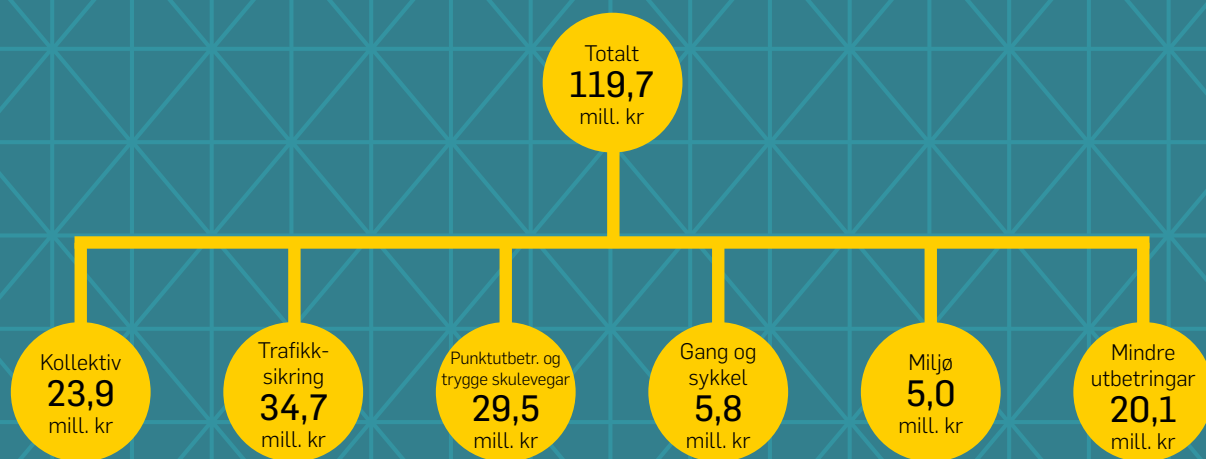 Totalt
119,7
mill. kr
Kollektiv
23,9
mill. kr
Trafikk-
sikring
34,7
mill. kr
Punktutbetr. og
trygge skulevegar
29,5
mill. kr
Gang og
sykkel
5,8
mill. kr
Miljø
5,0
mill. kr
Mindre
utbetringar
20,1
mill. kr